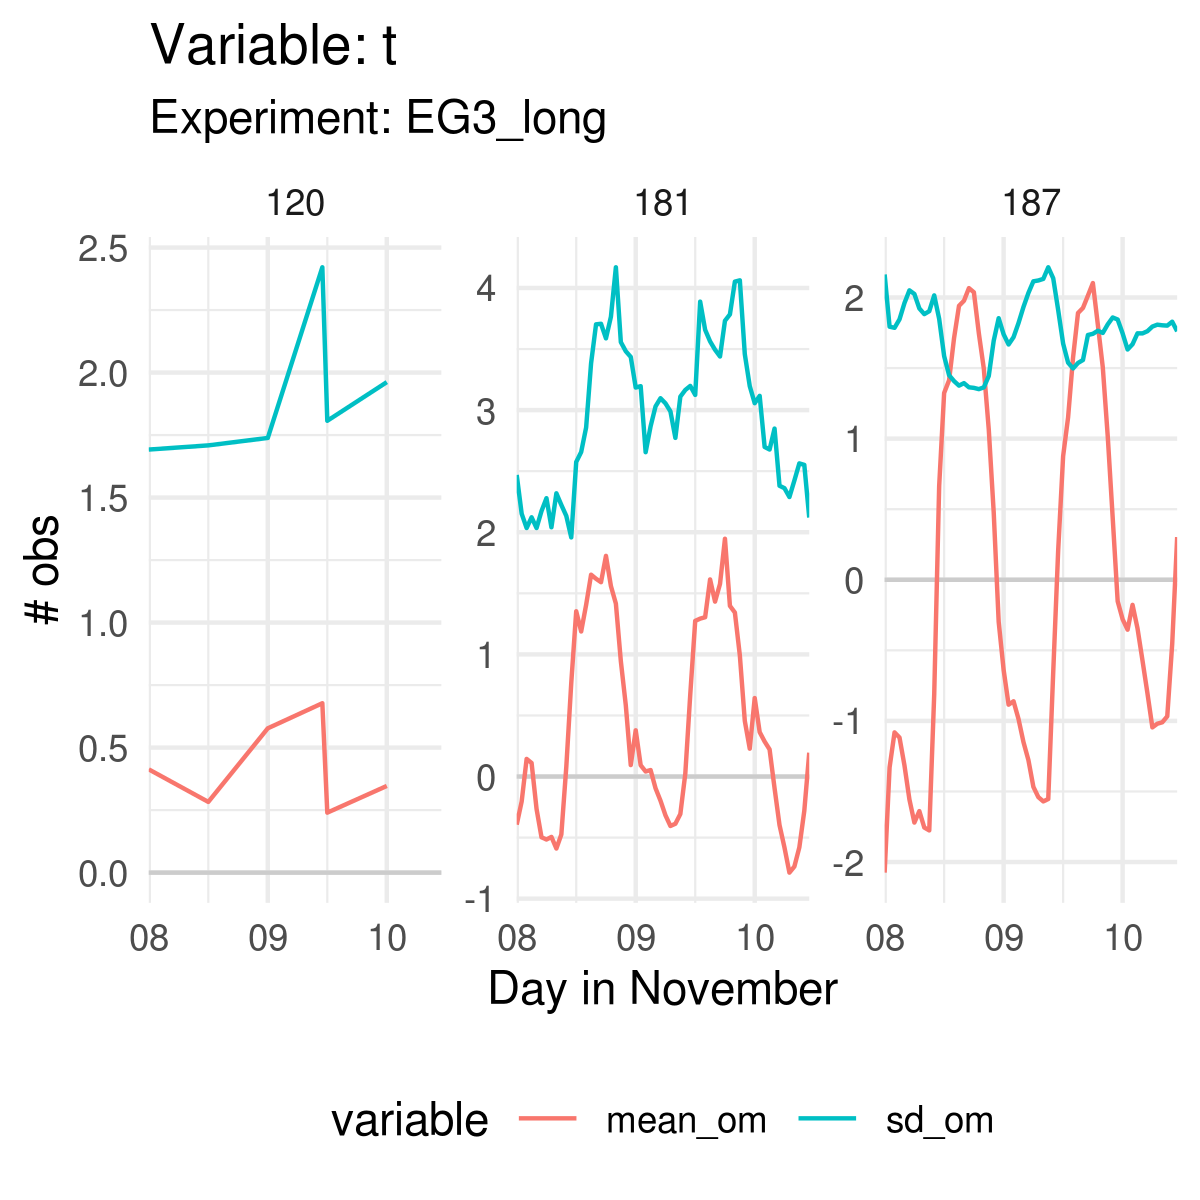 Variable: t
Experiment: EG3_long
120 181 187
2.5
2.0
1.5
1.0
0.5
0.0
4
3
2
1
0
-1
2
1
0
-1
-2
# obs
08 09 10 08 09 10 08 09 10
Day in November
variable mean_om sd_om